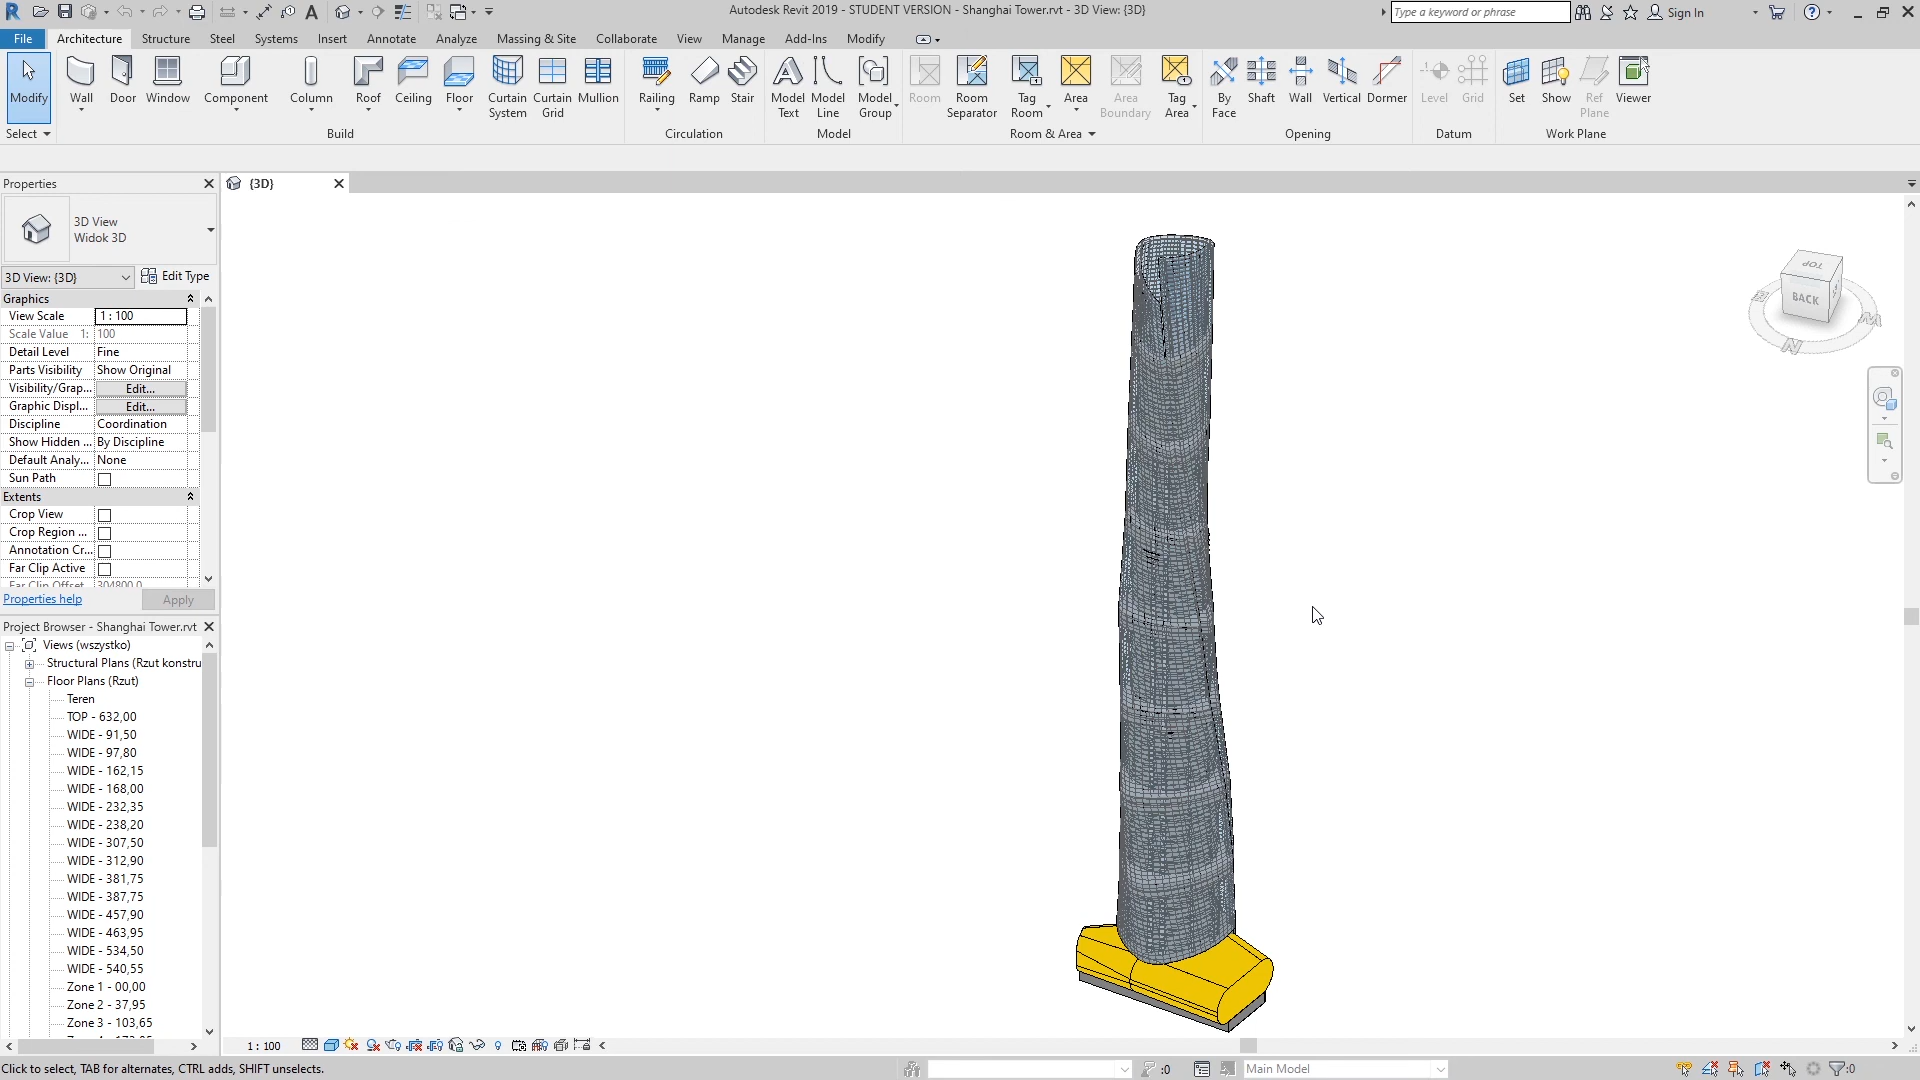 Autodesk Revit 2019 - STUDENT VERSION - Shanghai Tower.rvt - 3D View: {3D}
Type a keyword or phrase
Sign In
File Architecture Structure Steel Systems Insert Annotate Analyze Massing & Site Collaborate View Manage Add-Ins Modify
Modify Wall Door Window Component Column Roof Ceiling Floor Curtain System Curtain Grid Mullion Railing Ramp Stair Model Text Model Line Model Group Room Room Separator Tag Room Area Area Boundary Tag Area By Face Shaft Wall Vertical Dormer Level Grid Set Show Ref Plane Viewer
Select Build Circulation Model Room & Area Opening Datum Work Plane
Properties
{3D}
3D View
Widok 3D
3D View: {3D} Edit Type
Graphics
View Scale 1 : 100
Scale Value 1: 100
Detail Level Fine
Parts Visibility Show Original
Visibility/Grap... Edit...
Graphic Displ... Edit...
Discipline Coordination
Show Hidden ... By Discipline
Default Analy... None
Sun Path
Extents
Crop View
Crop Region ...
Annotation Cr...
Far Clip Active
Far Clip Offset 304800,0
Properties help Apply
Project Browser - Shanghai Tower.rvt
Views (wszystko)
Structural Plans (Rzut konstru
Floor Plans (Rzut)
Teren
TOP - 632,00
WIDE - 91,50
WIDE - 97,80
WIDE - 162,15
WIDE - 168,00
WIDE - 232,35
WIDE - 238,20
WIDE - 307,50
WIDE - 312,90
WIDE - 381,75
WIDE - 387,75
WIDE - 457,90
WIDE - 463,95
WIDE - 534,50
WIDE - 540,55
Zone 1 - 00,00
Zone 2 - 37,95
Zone 3 - 103,65
TOP
BACK
N
W
1 : 100
Click to select, TAB for alternates, CTRL adds, SHIFT unselects.
:0
Main Model
:0